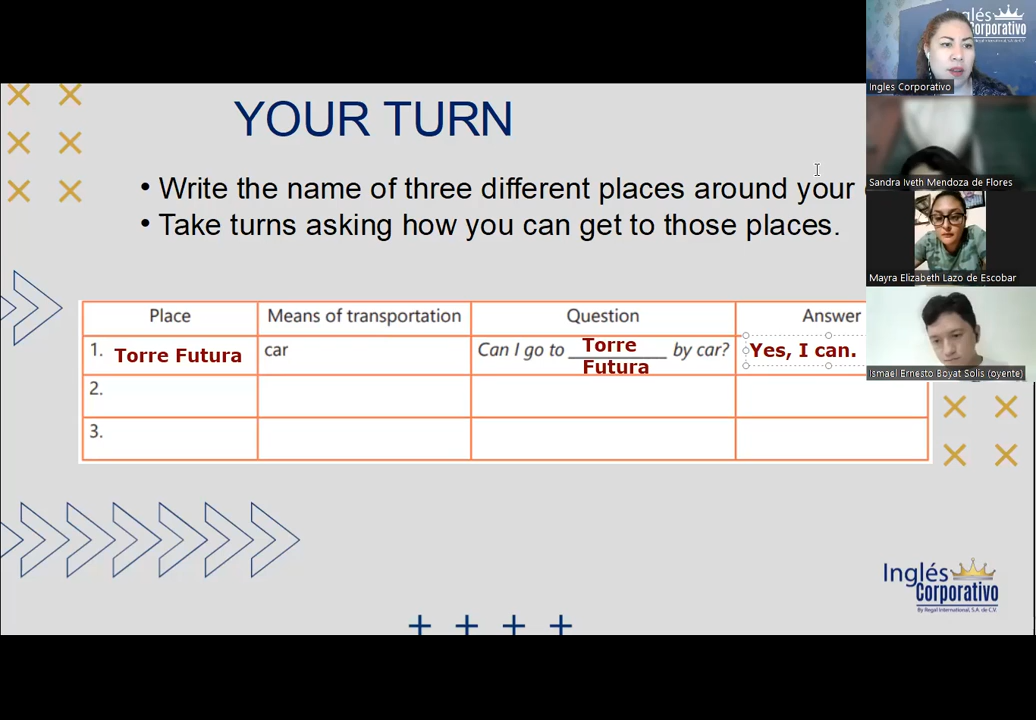 YOUR TURN
• Write the name of three different places around your
• Take turns asking how you can get to those places.
Place Means of transportation Question Answer
1. Torre Futura car Can I go to __________ by car? Torre Futura Yes, I can.
2.
3.
Inglés
Corporativo
By Regal International, S.A. de C.V.
Inglés
Corporativo
Ingles Corporativo
Sandra Iveth Mendoza de Flores
Mayra Elizabeth Lazo de Escobar
Ismael Ernesto Boyat Solis (oyente)